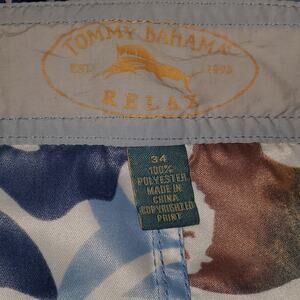 TOMMY BAHAMA
EST 1993
RELAX
34
100%
POLYESTER
MADE IN
CHINA
COPYRIGHTED
PRINT